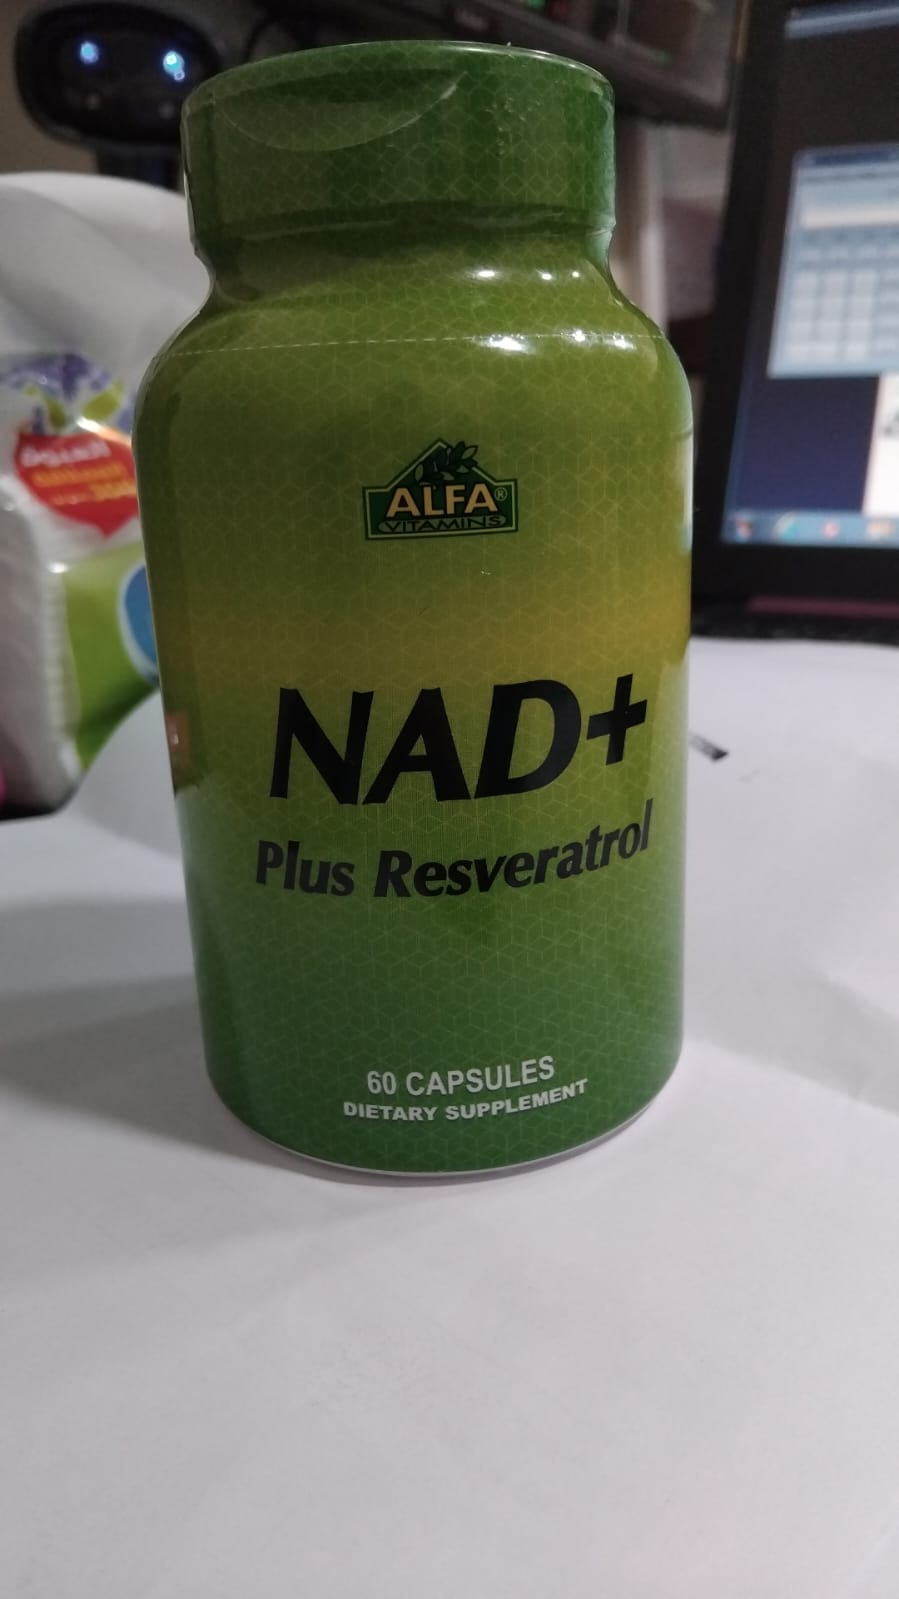 ALFA®
VITAMINS
NAD+
Plus Resveratrol
60 CAPSULES
DIETARY SUPPLEMENT